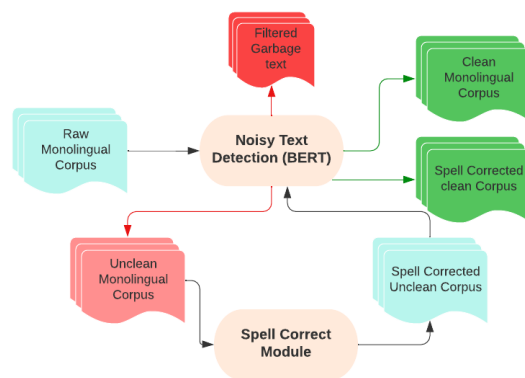 Filtered
Garbage
text
Clean
Monolingual
Corpus
Raw
Monolingual
Corpus
Noisy Text
Detection (BERT)
Spell Corrected
clean Corpus
Unclean
Monolingual
Corpus
Spell Corrected
Unclean Corpus
Spell Correct
Module